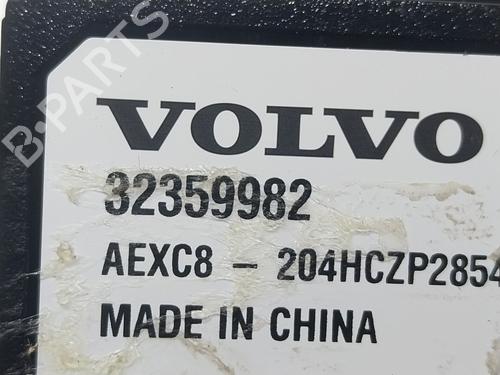 VOLVO
32359982
AEXC8 - 204HCZP2854
MADE IN CHINA
B-PARTS